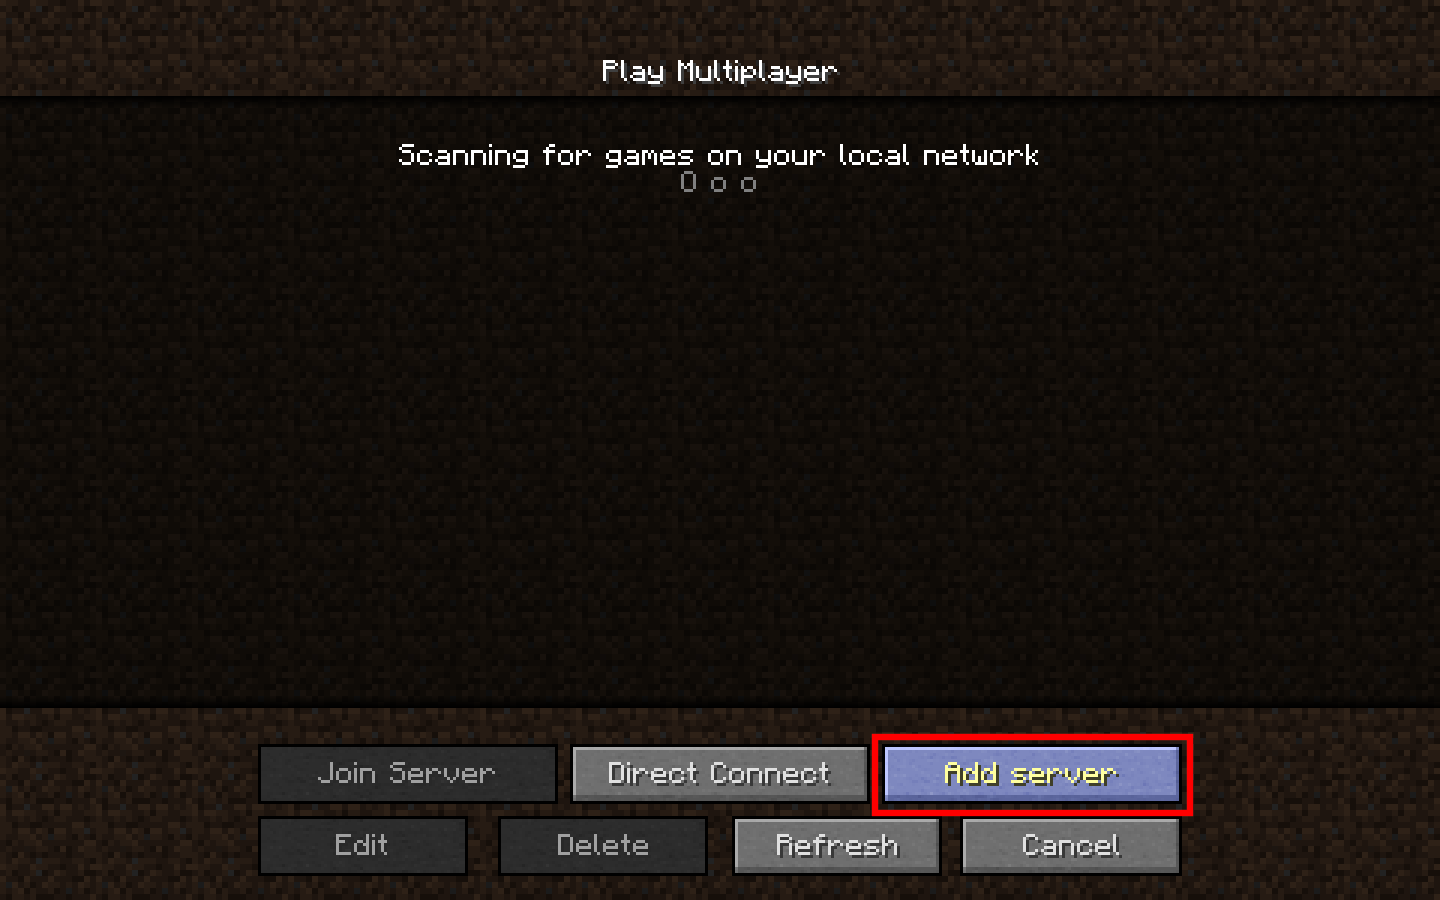 Play Multiplayer
Scanning for games on your local network
O o o
Join Server
Direct Connect
Add server
Edit
Delete
Refresh
Cancel